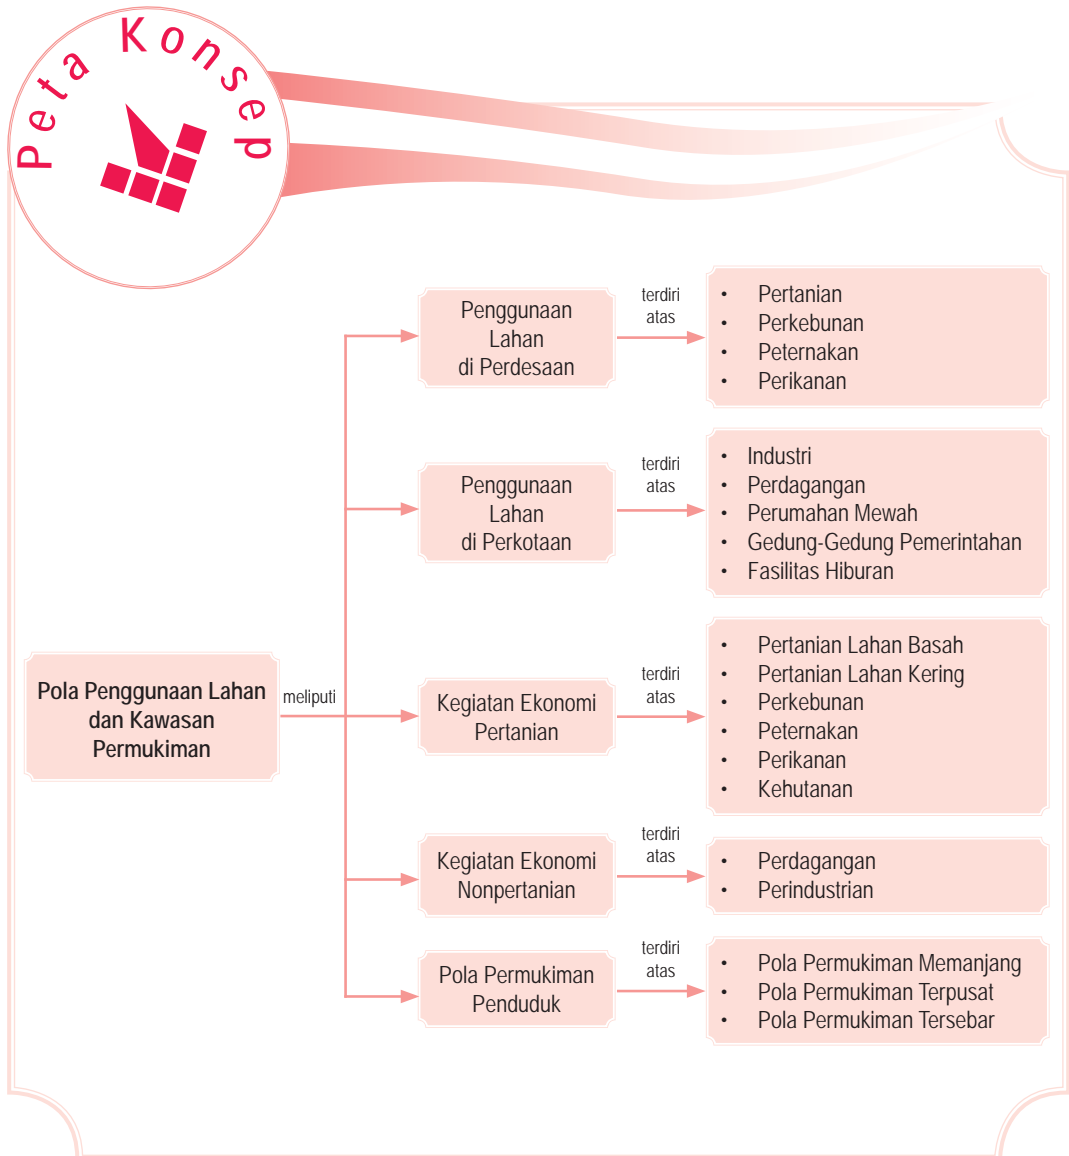 Peta Konsep
Pola Penggunaan Lahan
dan Kawasan
Permukiman
meliputi
Penggunaan
Lahan
di Perdesaan
terdiri
atas
• Pertanian
• Perkebunan
• Peternakan
• Perikanan
Penggunaan
Lahan
di Perkotaan
terdiri
atas
• Industri
• Perdagangan
• Perumahan Mewah
• Gedung-Gedung Pemerintahan
• Fasilitas Hiburan
Kegiatan Ekonomi
Pertanian
terdiri
atas
• Pertanian Lahan Basah
• Pertanian Lahan Kering
• Perkebunan
• Peternakan
• Perikanan
• Kehutanan
Kegiatan Ekonomi
Nonpertanian
terdiri
atas
• Perdagangan
• Perindustrian
Pola Permukiman
Penduduk
terdiri
atas
• Pola Permukiman Memanjang
• Pola Permukiman Terpusat
• Pola Permukiman Tersebar